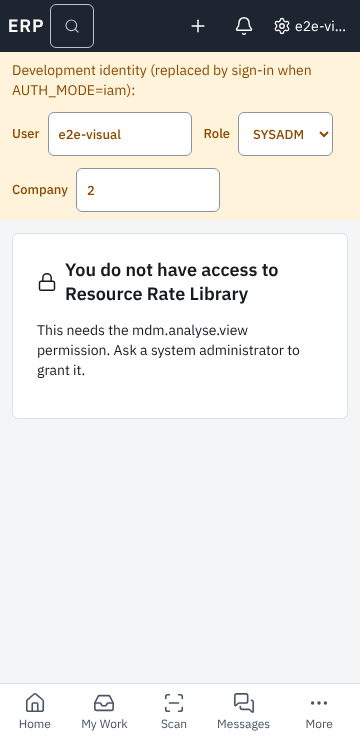 ERP
e2e-vi...
Development identity (replaced by sign-in when
AUTH_MODE=iam):
User e2e-visual Role SYSADM
Company 2
You do not have access to
Resource Rate Library
This needs the mdm.analyse.view
permission. Ask a system administrator to
grant it.
Home My Work Scan Messages More